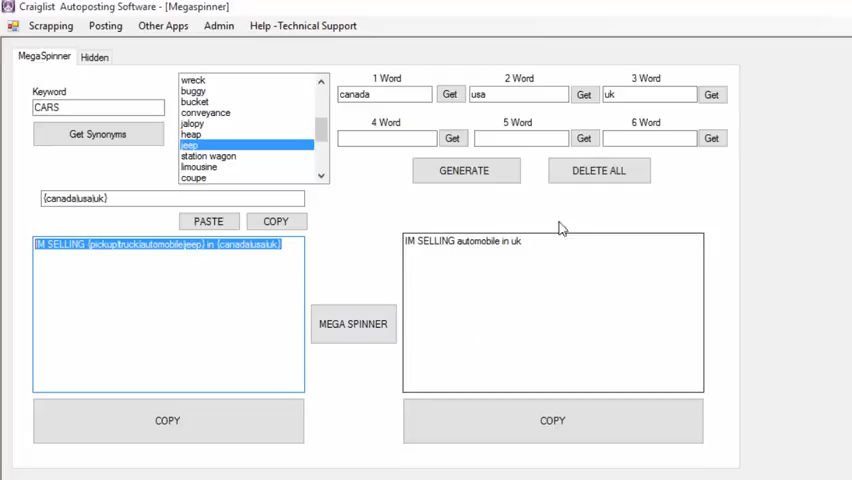 Craiglist Autoposting Software - [Megaspinner]
Scrapping Posting Other Apps Admin Help -Technical Support
MegaSpinner Hidden
Keyword
CARS
Get Synonyms
wreck
buggy
bucket
conveyance
jalopy
heap
jeep
station wagon
limousine
coupe
1 Word 2 Word 3 Word
canada Get usa Get uk Get
4 Word 5 Word 6 Word
Get Get Get
GENERATE DELETE ALL
{canada|usa|uk}
PASTE COPY
IM SELLING {pickup|truck|automobile|jeep} in {canada|usa|uk}
IM SELLING automobile in uk
MEGA SPINNER
COPY COPY